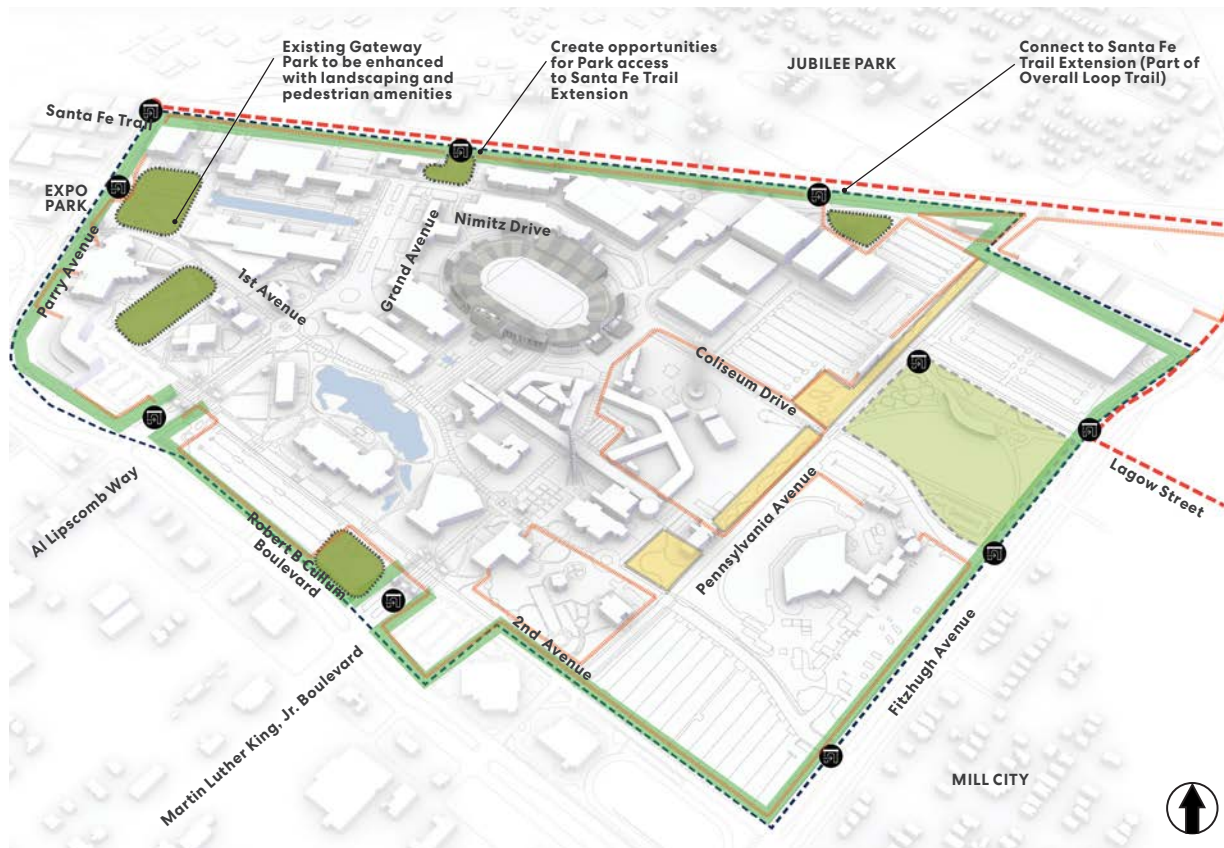 Existing Gateway
Park to be enhanced
with landscaping and
pedestrian amenities
Create opportunities
for Park access
to Santa Fe Trail
Extension
JUBILEE PARK
Connect to Santa Fe
Trail Extension (Part of
Overall Loop Trail)
Santa Fe Trail
EXPO
PARK
Parry Avenue
1st Avenue
Grand Avenue
Nimitz Drive
Coliseum Drive
Pennsylvania Avenue
Lagow Street
Al Lipscomb Way
Robert B Cullum
Boulevard
Martin Luther King, Jr. Boulevard
2nd Avenue
Fitzhugh Avenue
MILL CITY